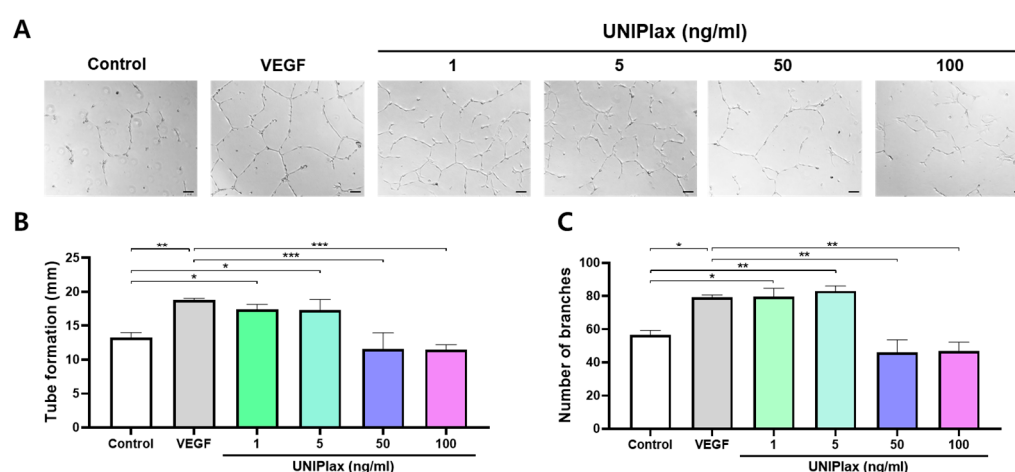 A
UNIPlax (ng/ml)
Control VEGF 1 5 50 100
B
** ***
***
*
*
25
20
15
10
5
0
Tube formation (mm)
Control VEGF 1 5 50 100
UNIPlax (ng/ml)
C
* **
**
**
*
100
80
60
40
20
0
Number of branches
Control VEGF 1 5 50 100
UNIPlax (ng/ml)